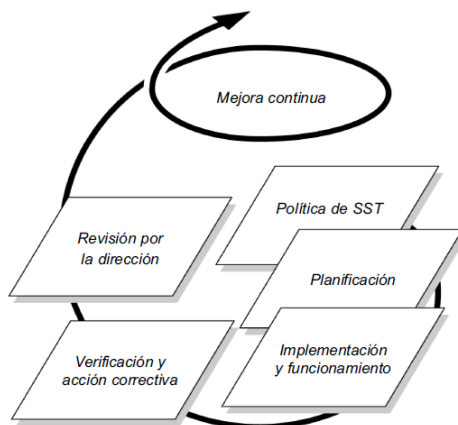 Mejora continua
Política de SST
Revisión por
la dirección
Planificación
Implementación
y funcionamiento
Verificación y
acción correctiva